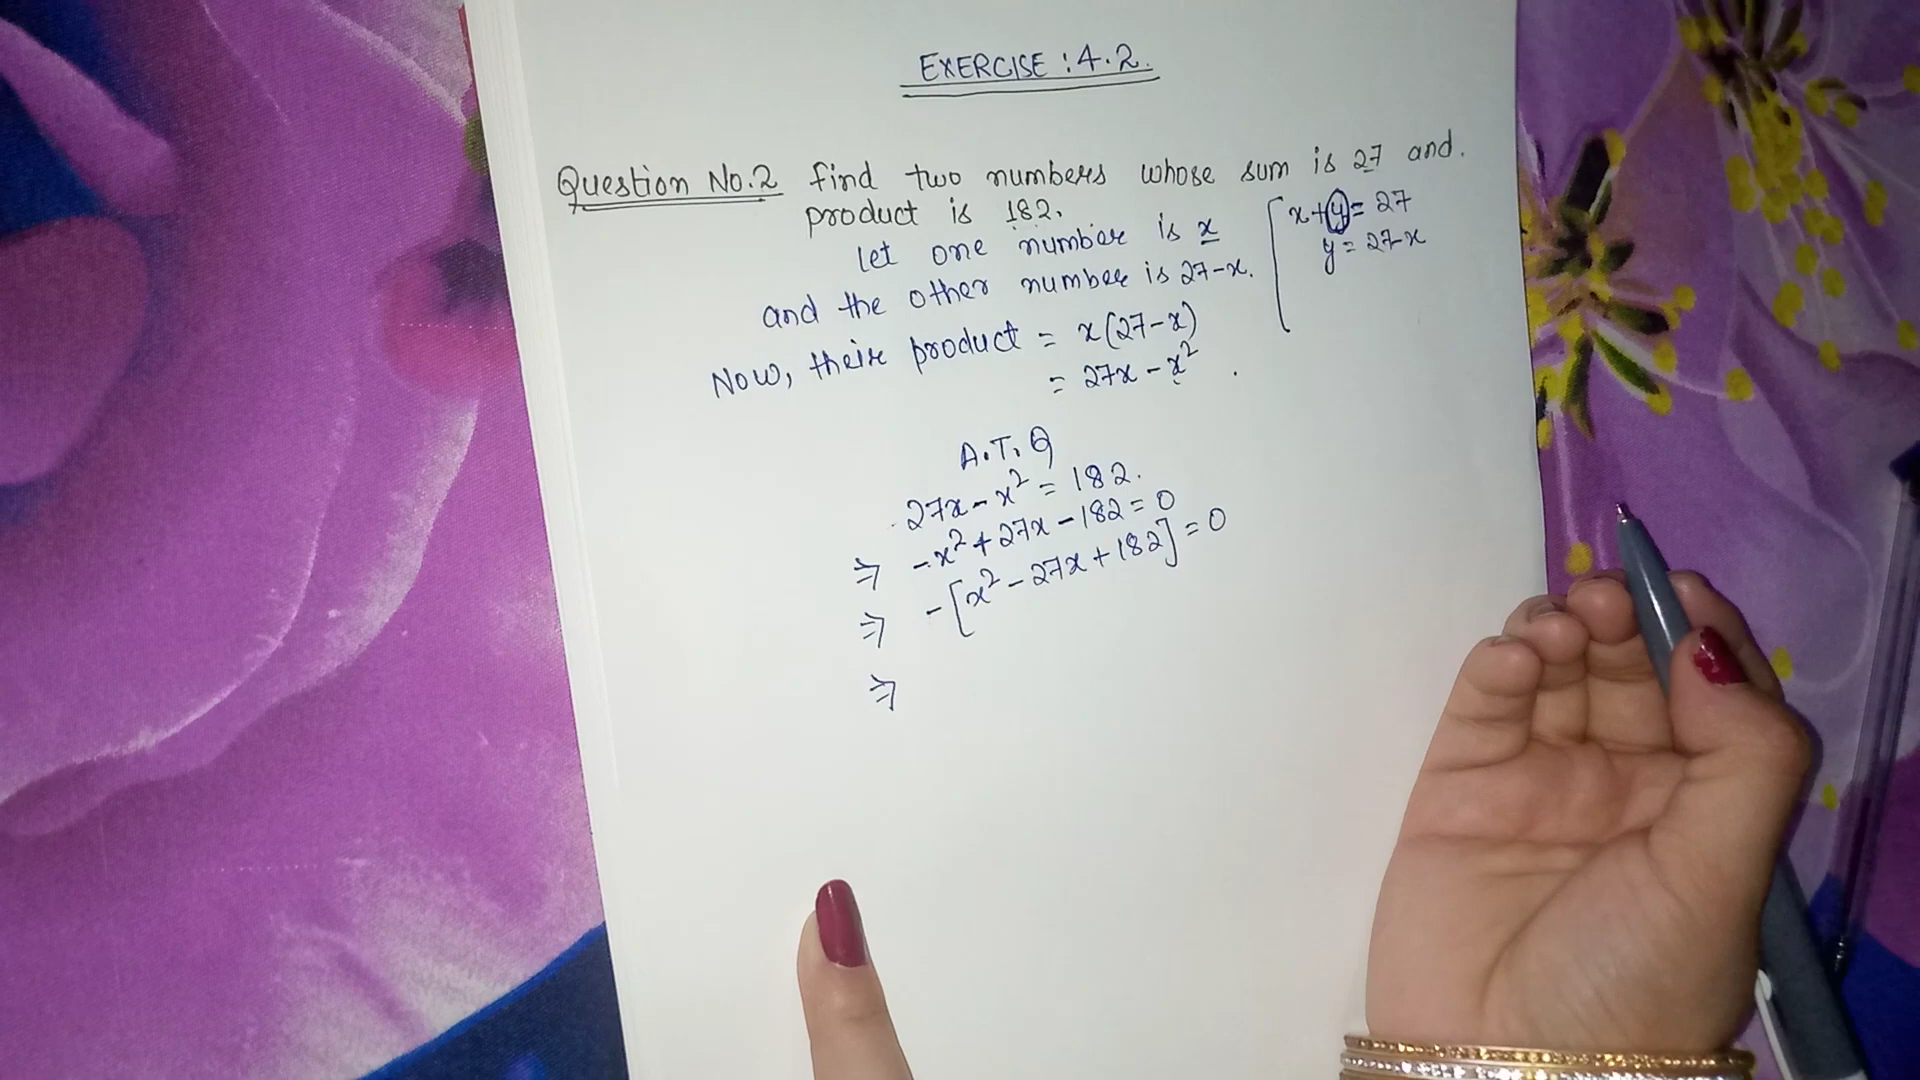 EXERCISE : 4.2.
Question No.2 find two numbers whose sum is 27 and.
product is 182.
Let one number is x
and the other number is 27-x.
x+y = 27
y = 27-x
Now, their product = x(27-x)
= 27x - x²
A.T.Q
27x - x² = 182.
⇒ -x² + 27x - 182 = 0
⇒ -[x² - 27x + 182] = 0
⇒